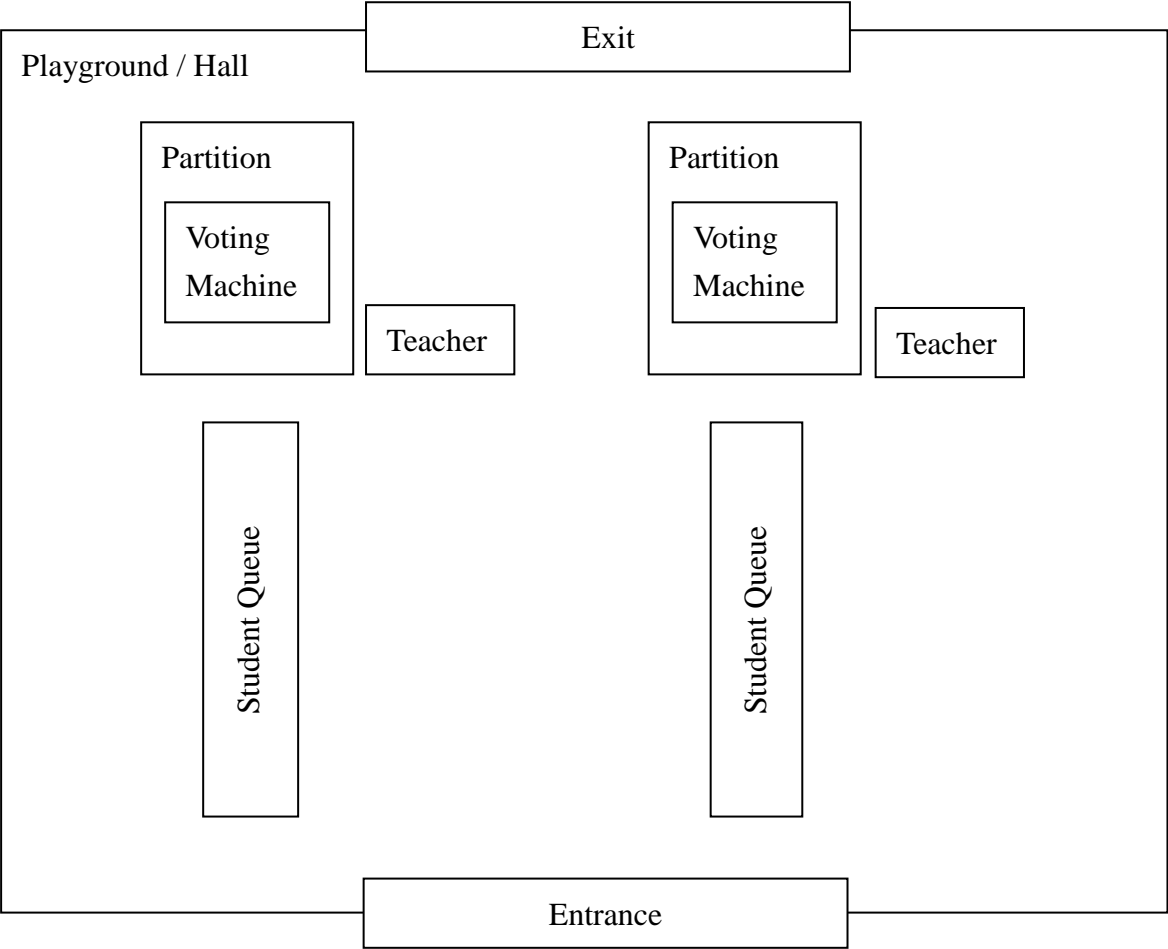 Exit
Playground / Hall
Partition
Voting
Machine
Teacher
Partition
Voting
Machine
Teacher
Student Queue
Student Queue
Entrance